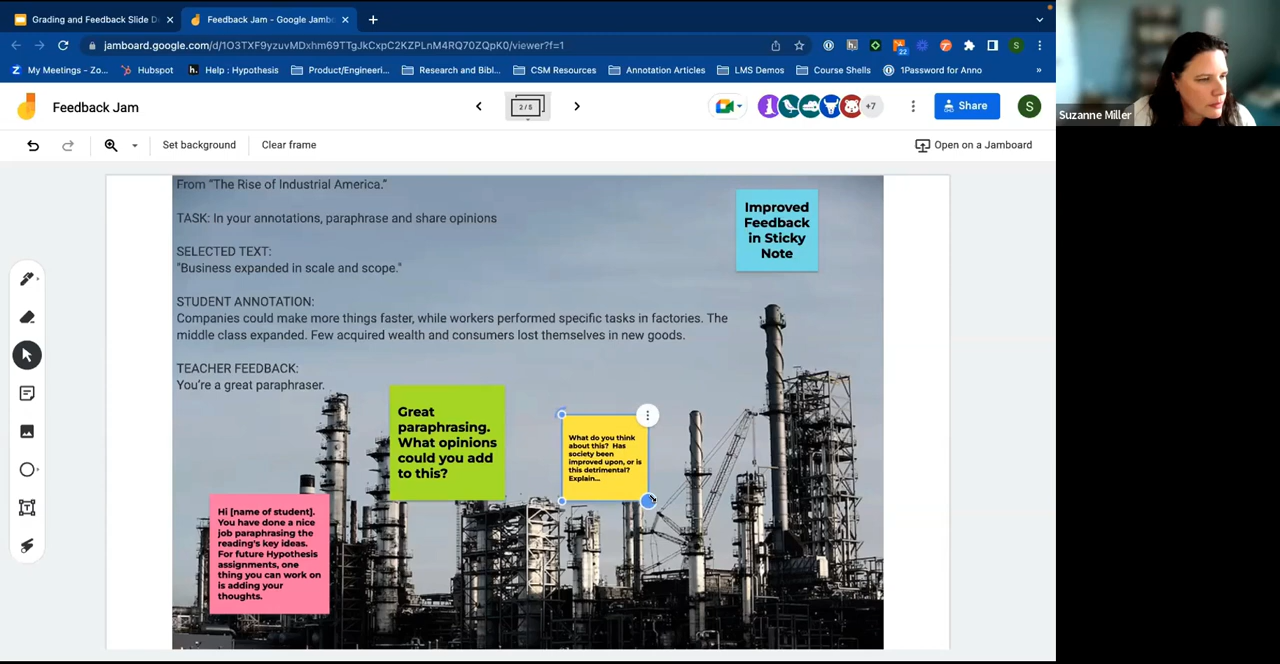 Grading and Feedback Slide D
Feedback Jam - Google Jambo
jamboard.google.com/d/1O3TXF9yzuvMDxhm69TTgJkCxpC2KZPLnM4RQ70ZQpK0/viewer?f=1
22
S
My Meetings - Zo...
Hubspot
Help : Hypothesis
Product/Engineeri...
Research and Bibl...
CSM Resources
Annotation Articles
LMS Demos
Course Shells
1Password for Anno
»
Suzanne Miller
Feedback Jam
2/5
+7
Share
S
Set background
Clear frame
Open on a Jamboard
From “The Rise of Industrial America.”
TASK: In your annotations, paraphrase and share opinions
SELECTED TEXT:
"Business expanded in scale and scope."
STUDENT ANNOTATION:
Companies could make more things faster, while workers performed specific tasks in factories. The
middle class expanded. Few acquired wealth and consumers lost themselves in new goods.
TEACHER FEEDBACK:
You’re a great paraphraser.
Improved
Feedback
in Sticky
Note
Great
paraphrasing.
What opinions
could you add
to this?
What do you think
about this? Has
society been
improved upon, or is
this detrimental?
Explain...
Hi [name of student].
You have done a nice
job paraphrasing the
reading's key ideas.
For future Hypothesis
assignments, one
thing you can work on
is adding your
thoughts.